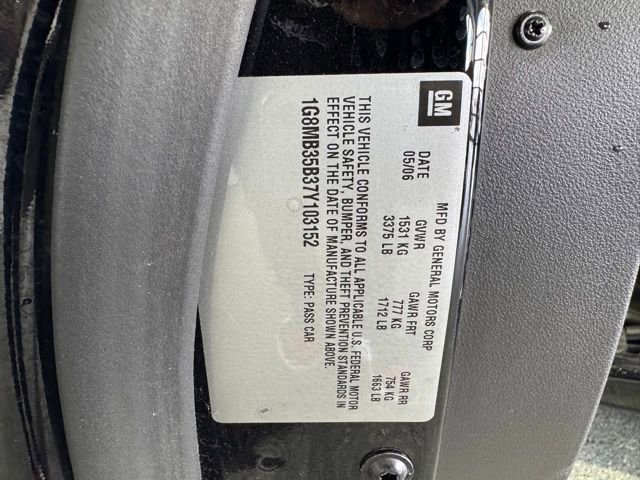 GM
®
MFD BY GENERAL MOTORS CORP
DATE GVWR GAWR FRT GAWR RR
05/06 1531 KG 777 KG 754 KG
3375 LB 1712 LB 1663 LB
THIS VEHICLE CONFORMS TO ALL APPLICABLE U.S. FEDERAL MOTOR
VEHICLE SAFETY, BUMPER, AND THEFT PREVENTION STANDARDS IN
EFFECT ON THE DATE OF MANUFACTURE SHOWN ABOVE.
1G8MB35B37Y103152 TYPE: PASS CAR